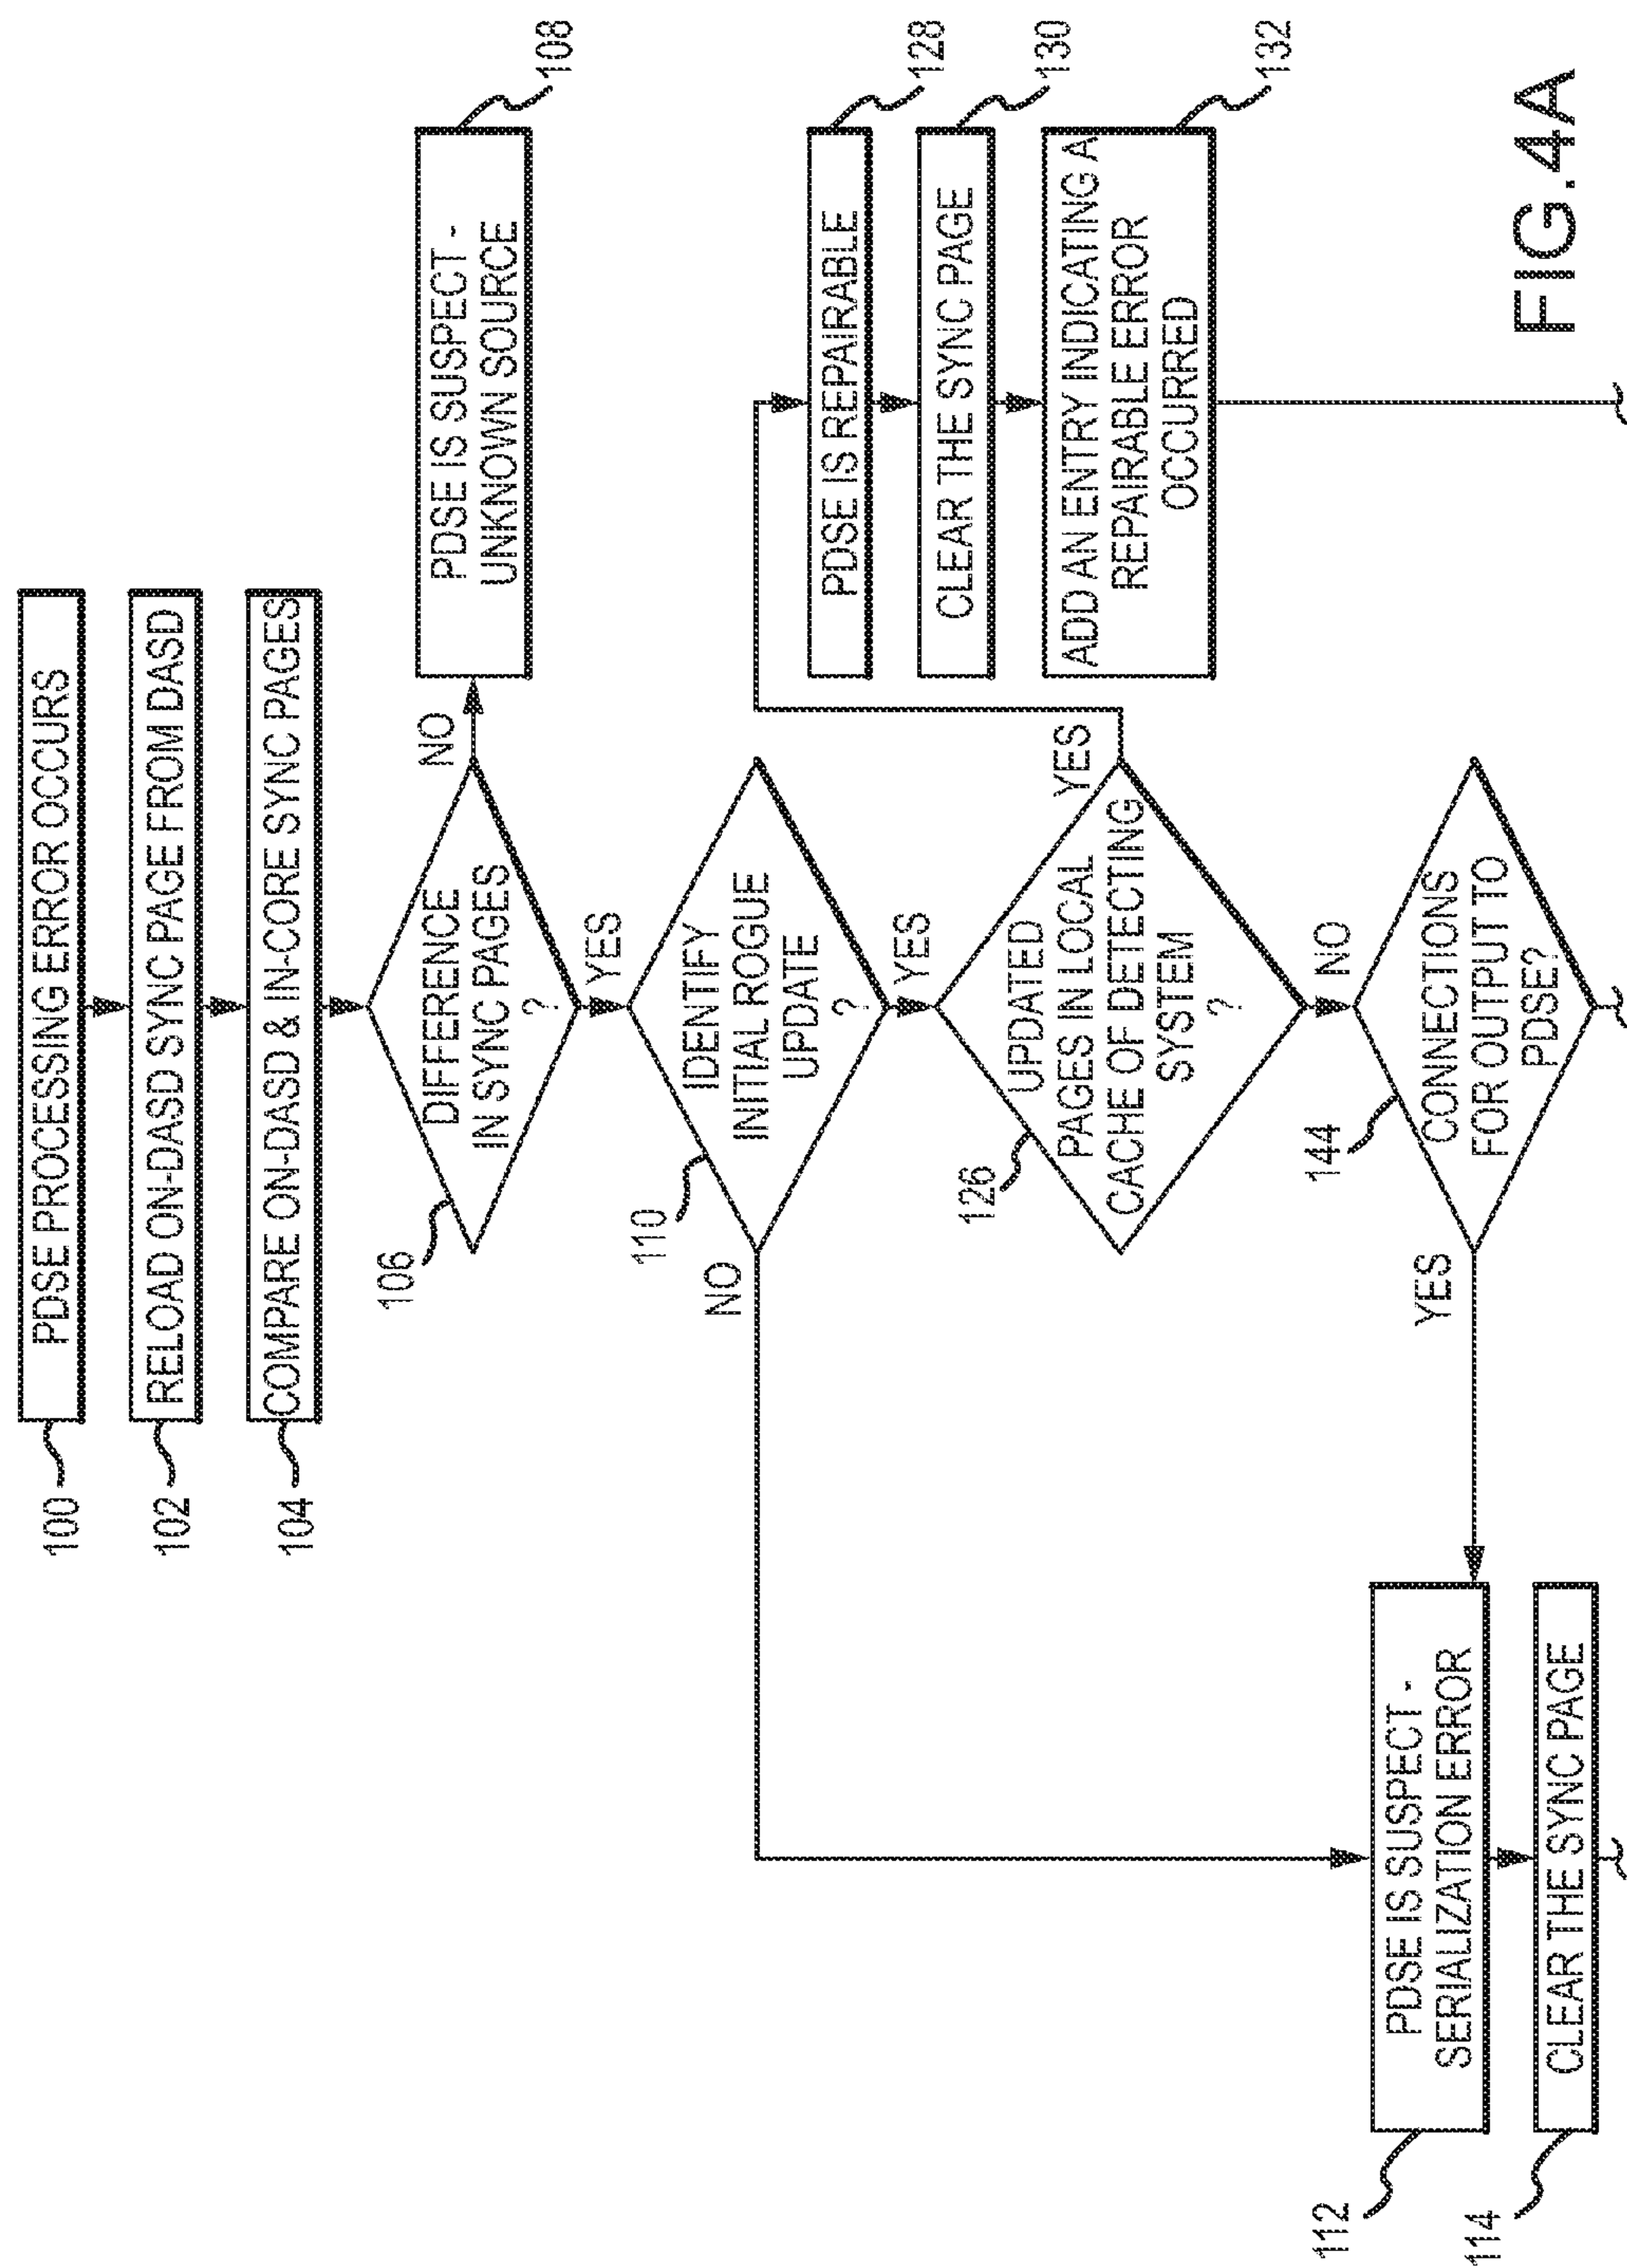 100
PDSE PROCESSING ERROR OCCURS
102
RELOAD ON-DASD SYNC PAGE FROM DASD
104
COMPARE ON-DASD & IN-CORE SYNC PAGES
106
DIFFERENCE
IN SYNC PAGES
?
NO
108
PDSE IS SUSPECT -
UNKNOWN SOURCE
YES
110
IDENTIFY
INITIAL ROGUE
UPDATE
?
NO
YES
126
UPDATED
PAGES IN LOCAL
CACHE OF DETECTING
SYSTEM
?
YES
128
PDSE IS REPAIRABLE
130
CLEAR THE SYNC PAGE
132
ADD AN ENTRY INDICATING A
REPAIRABLE ERROR
OCCURRED
NO
144
CONNECTIONS
FOR OUTPUT TO
PDSE?
YES
112
PDSE IS SUSPECT -
SERIALIZATION ERROR
114
CLEAR THE SYNC PAGE
FIG.4A